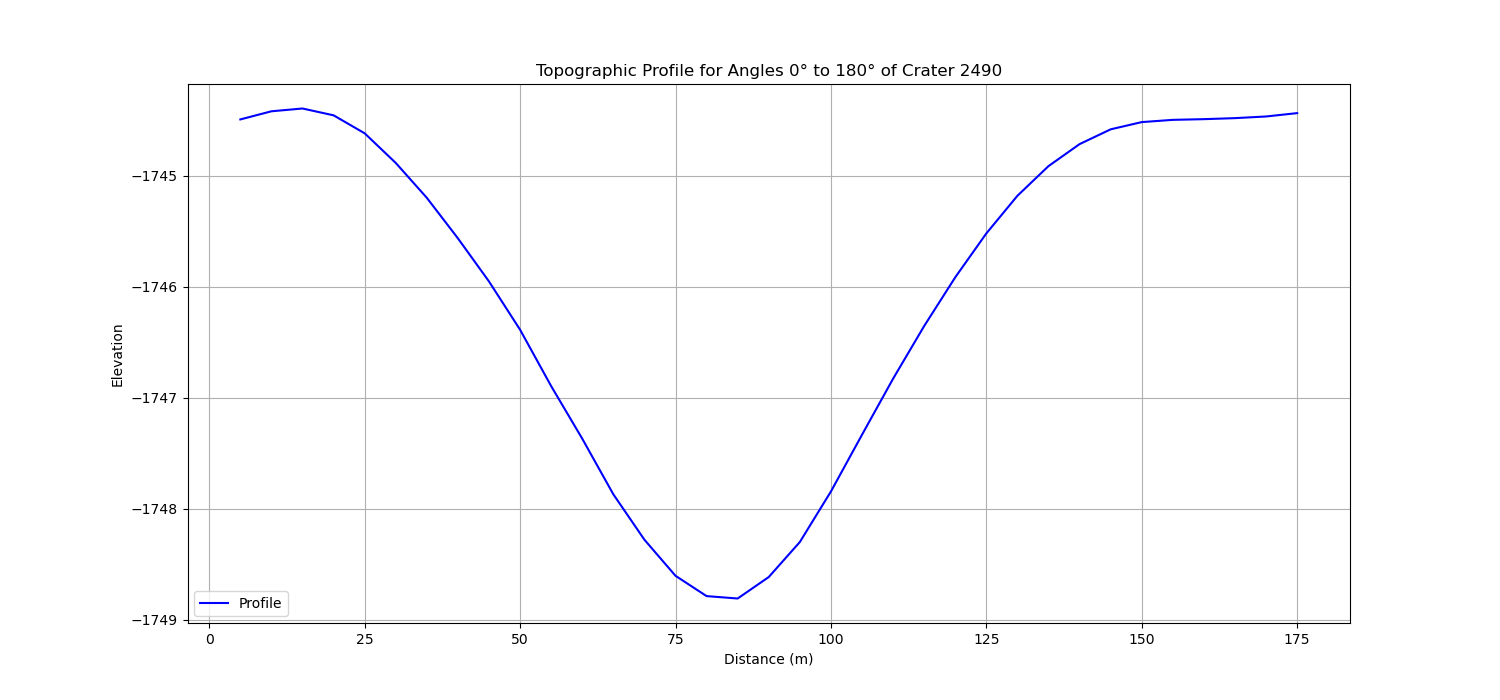 Topographic Profile for Angles 0° to 180° of Crater 2490
Elevation
−1745
−1746
−1747
−1748
−1749
Profile
0 25 50 75 100 125 150 175
Distance (m)